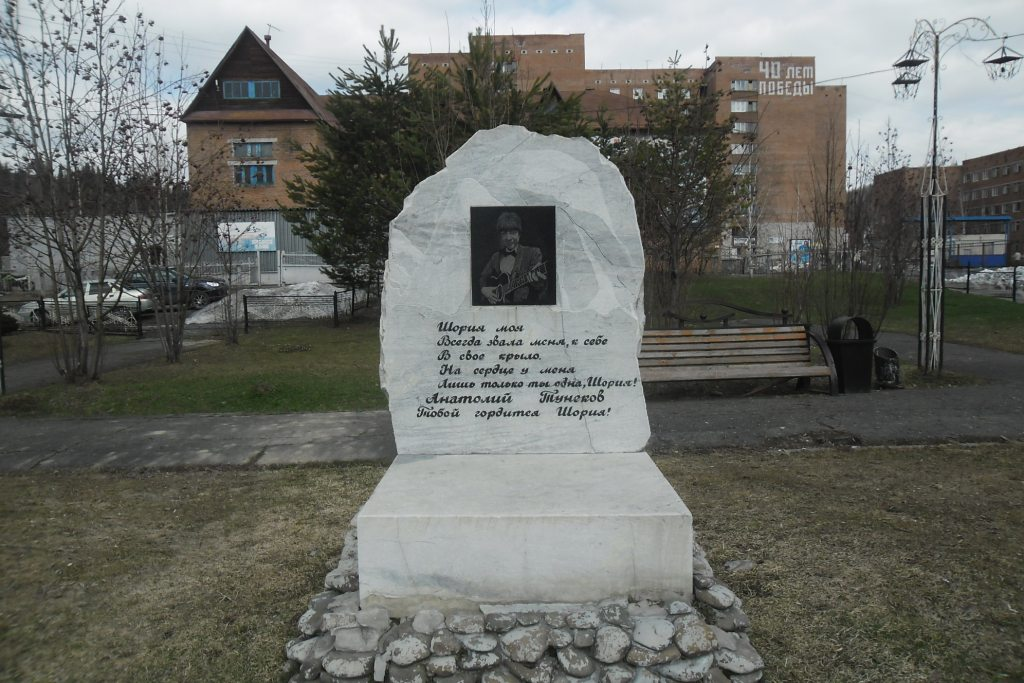 40 ЛЕТ
ПОБЕДЫ
Шория моя
Всегда звала меня, к себе
В свое крыло.
На сердце у меня
Лишь только ты одна, Шория!
Анатолий Тунеков
Тобой гордится Шория!